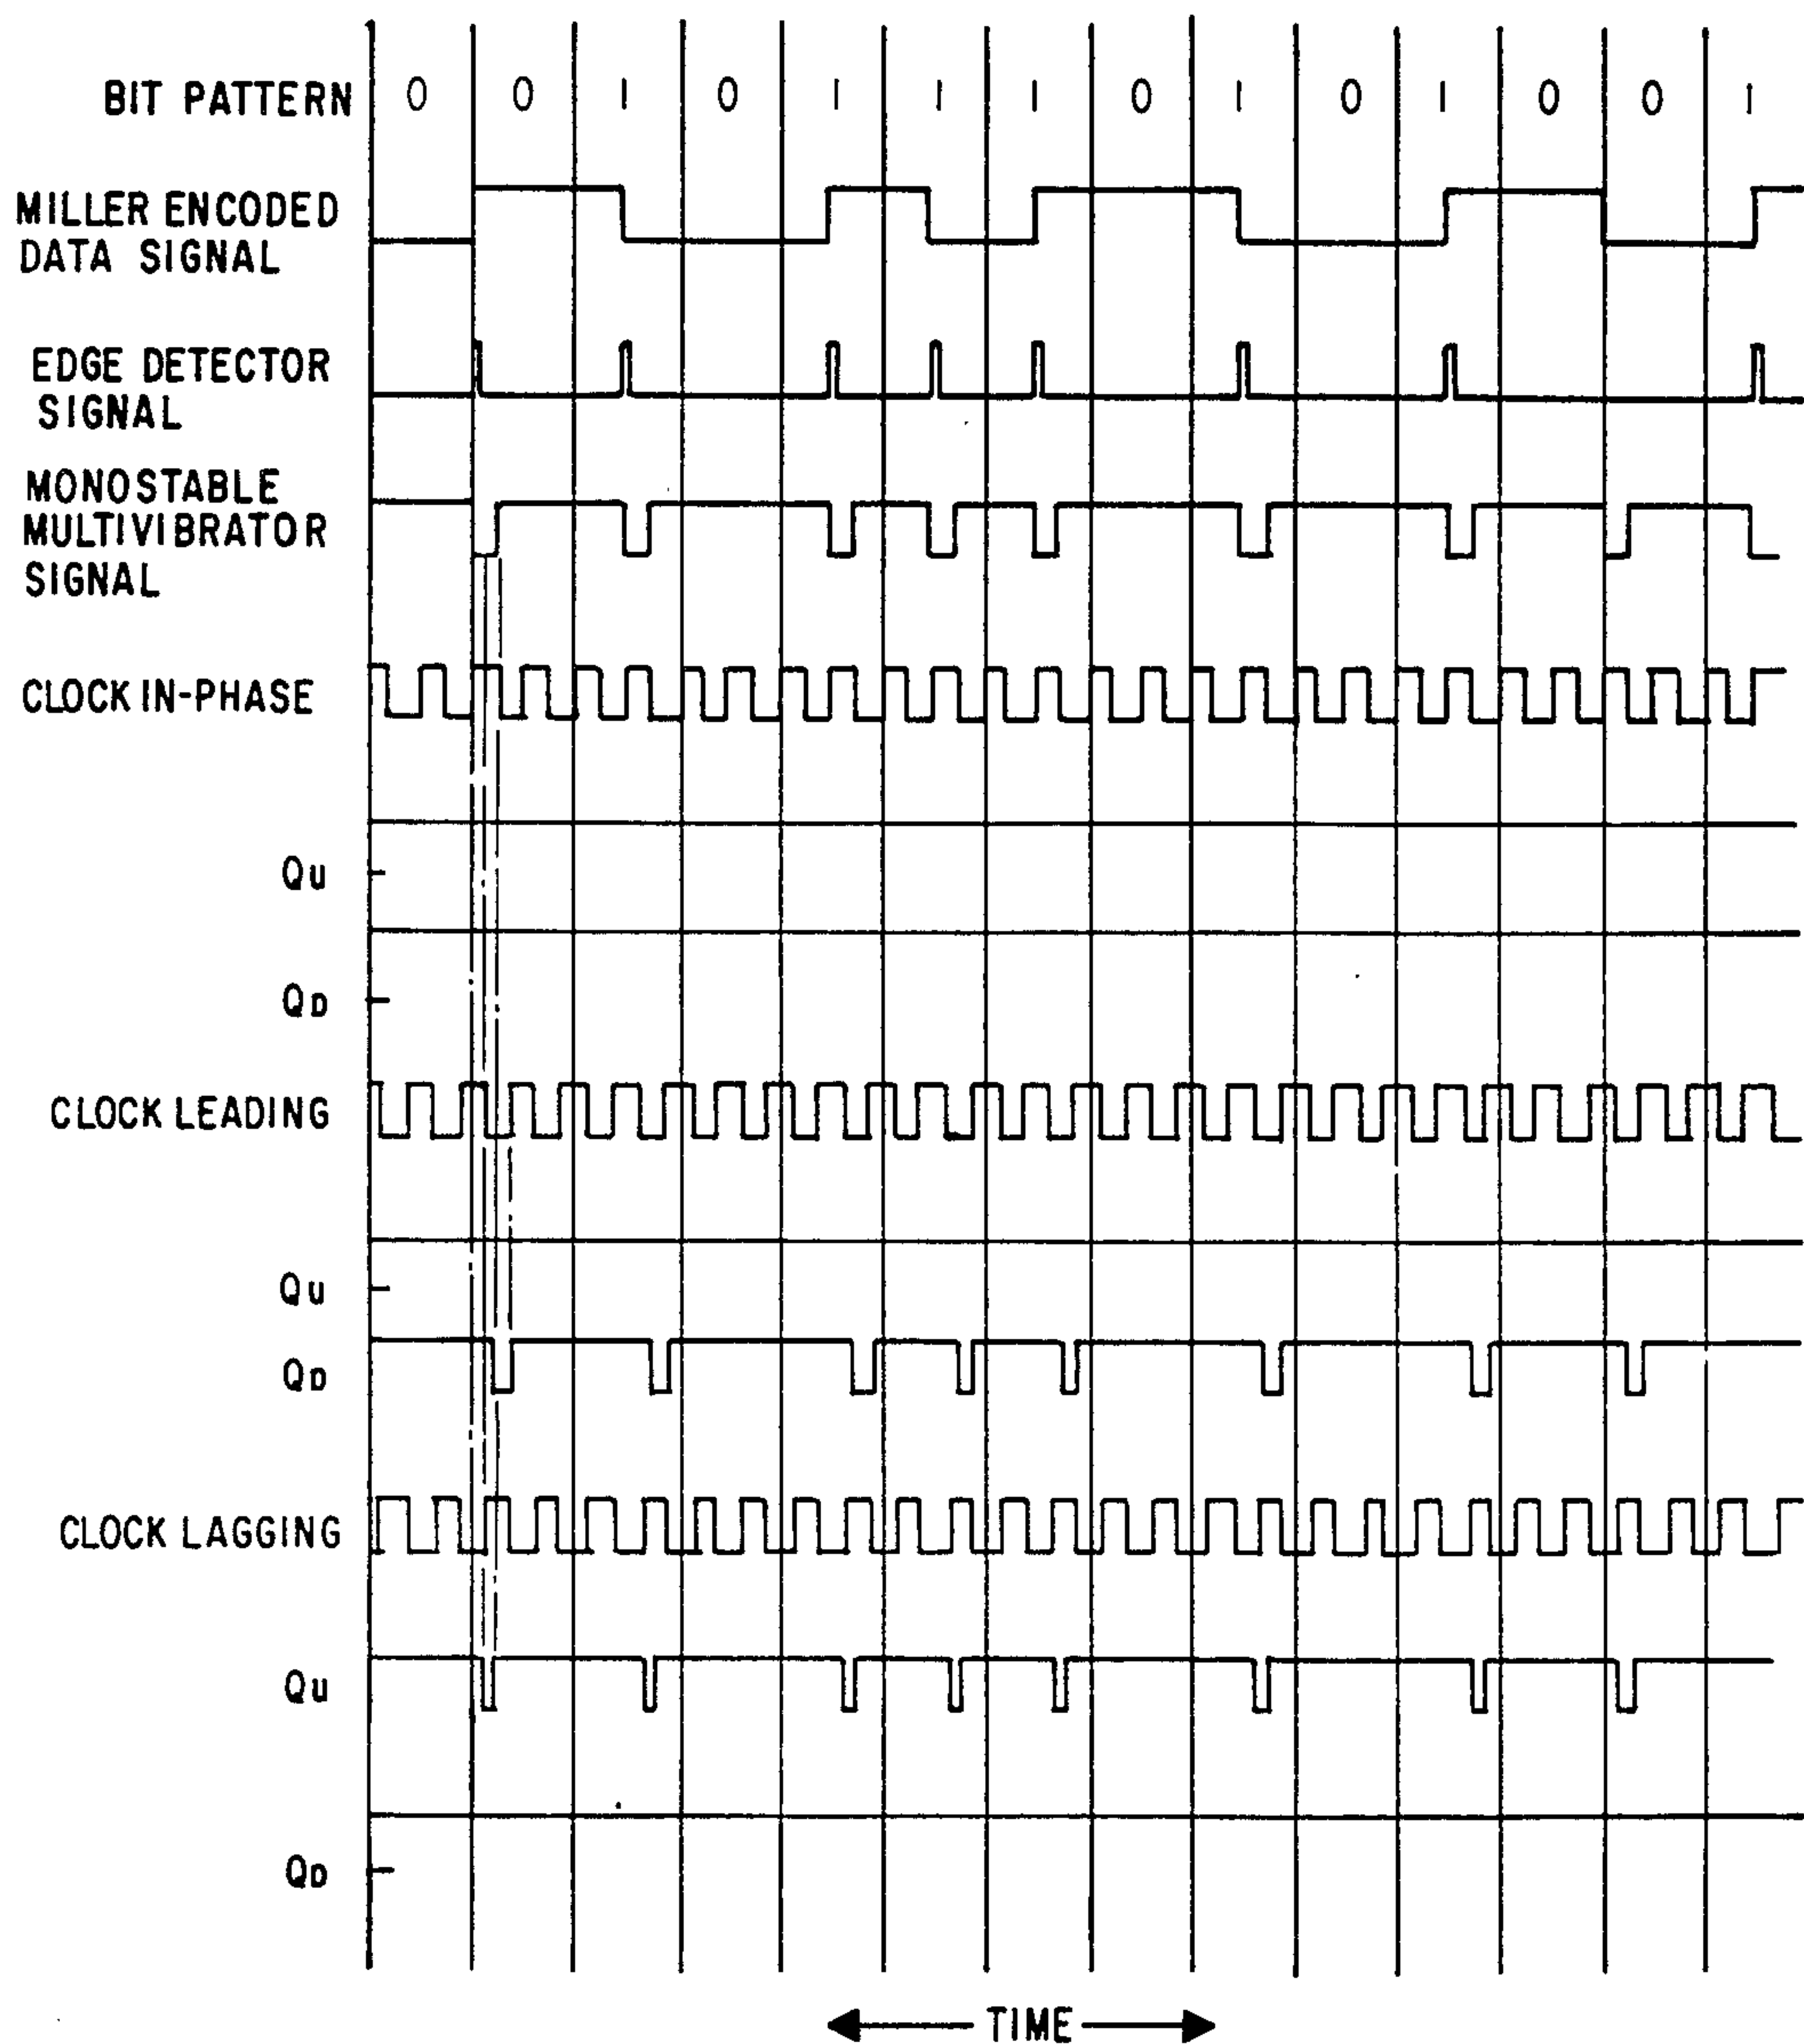 BIT PATTERN 0 0 1 0 1 1 1 0 1 0 1 0 0 1
MILLER ENCODED
DATA SIGNAL
EDGE DETECTOR
SIGNAL
MONOSTABLE
MULTIVIBRATOR
SIGNAL
CLOCK IN-PHASE
QU
QD
CLOCK LEADING
QU
QD
CLOCK LAGGING
QU
QD
TIME